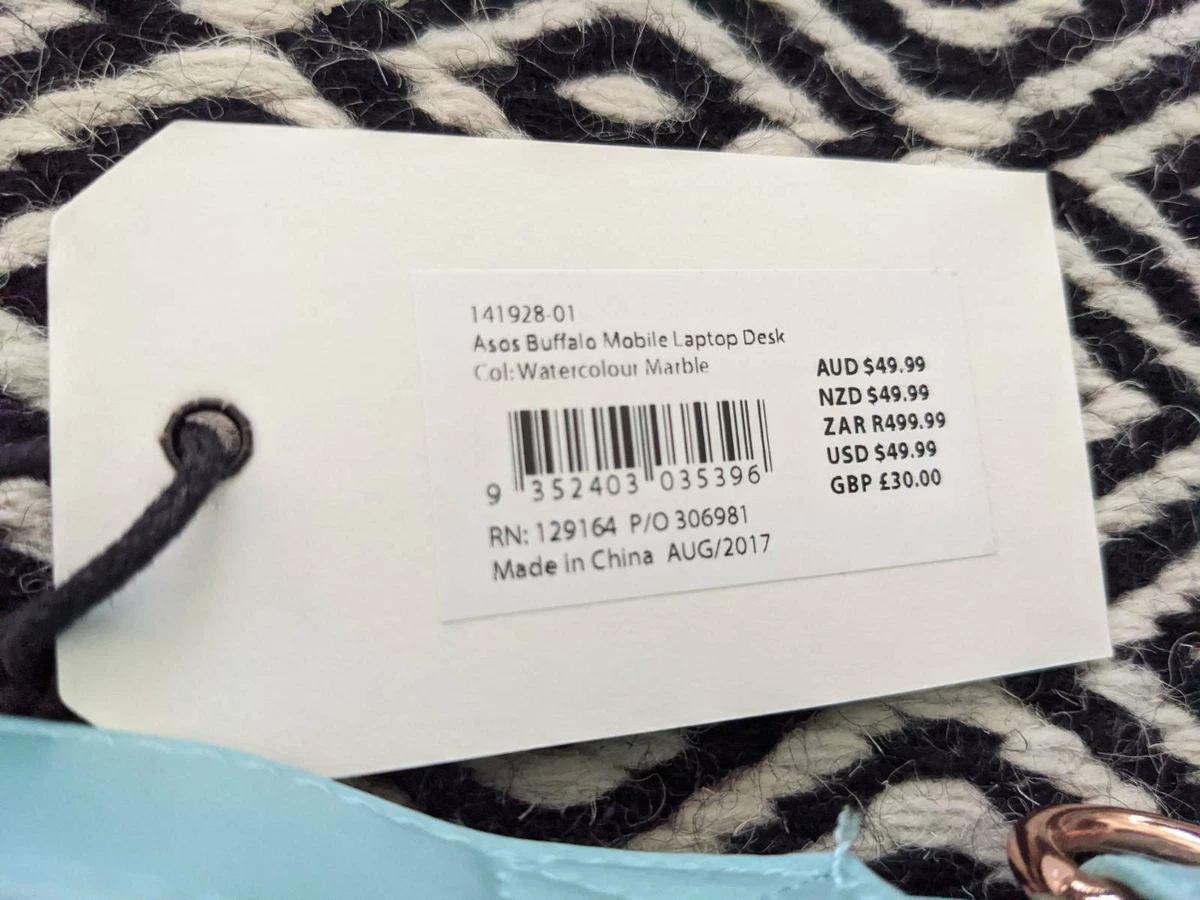 141928-01
Asos Buffalo Mobile Laptop Desk
Col: Watercolour Marble
9 352403 035396
RN: 129164 P/O 306981
Made in China AUG/2017
AUD $49.99
NZD $49.99
ZAR R499.99
USD $49.99
GBP £30.00